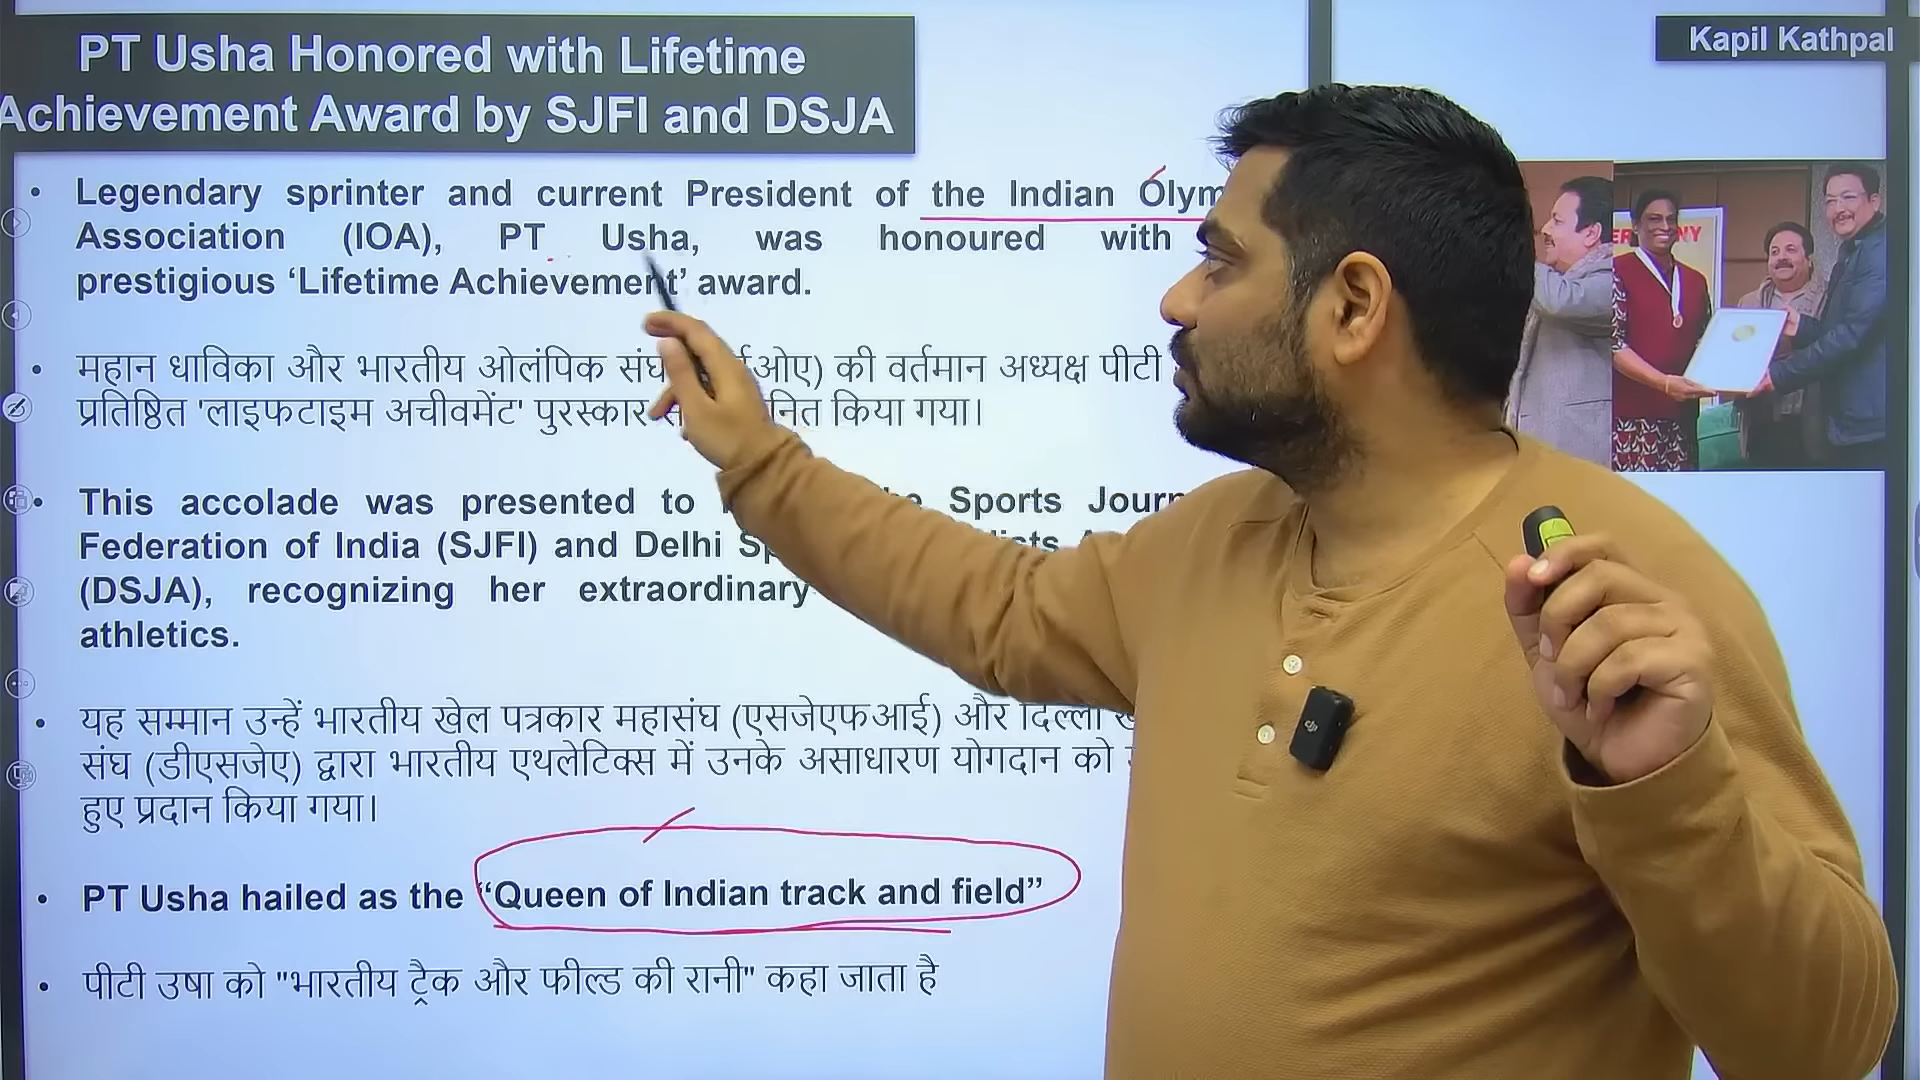 PT Usha Honored with Lifetime
Achievement Award by SJFI and DSJA
Kapil Kathpal
• Legendary sprinter and current President of the Indian
Association (IOA), PT Usha, was honoured with
prestigious ‘Lifetime Achievement’ award.
• महान धाविका और भारतीय ओलंपिक संघ की वर्तमान अध्यक्ष पीटी
प्रतिष्ठित 'लाइफटाइम अचीवमेंट' पुरस्कार किया गया।
• This accolade was presented to Sports
Federation of India (SJFI) and Delhi
(DSJA), recognizing her extraordinary
athletics.
• यह सम्मान उन्हें भारतीय खेल पत्रकार महासंघ (एसजेएफआई) और
संघ (डीएसजेए) द्वारा भारतीय एथलेटिक्स में उनके असाधारण योगदान को
हुए प्रदान किया गया।
• PT Usha hailed as the “Queen of Indian track and field”
• पीटी उषा को "भारतीय ट्रैक और फील्ड की रानी" कहा जाता है
dji